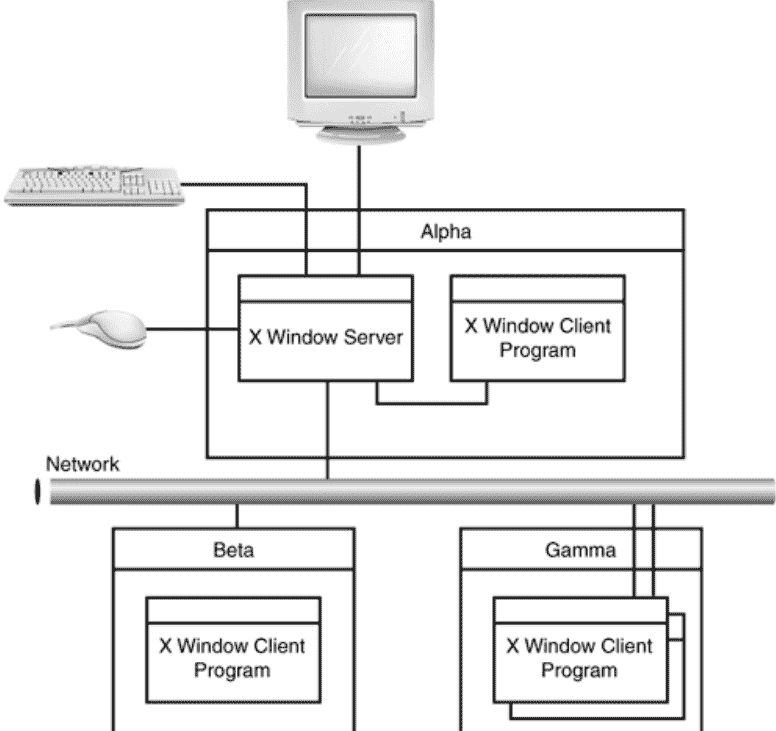 Alpha
X Window Server
X Window Client
Program
Network
Beta
Gamma
X Window Client
Program
X Window Client
Program